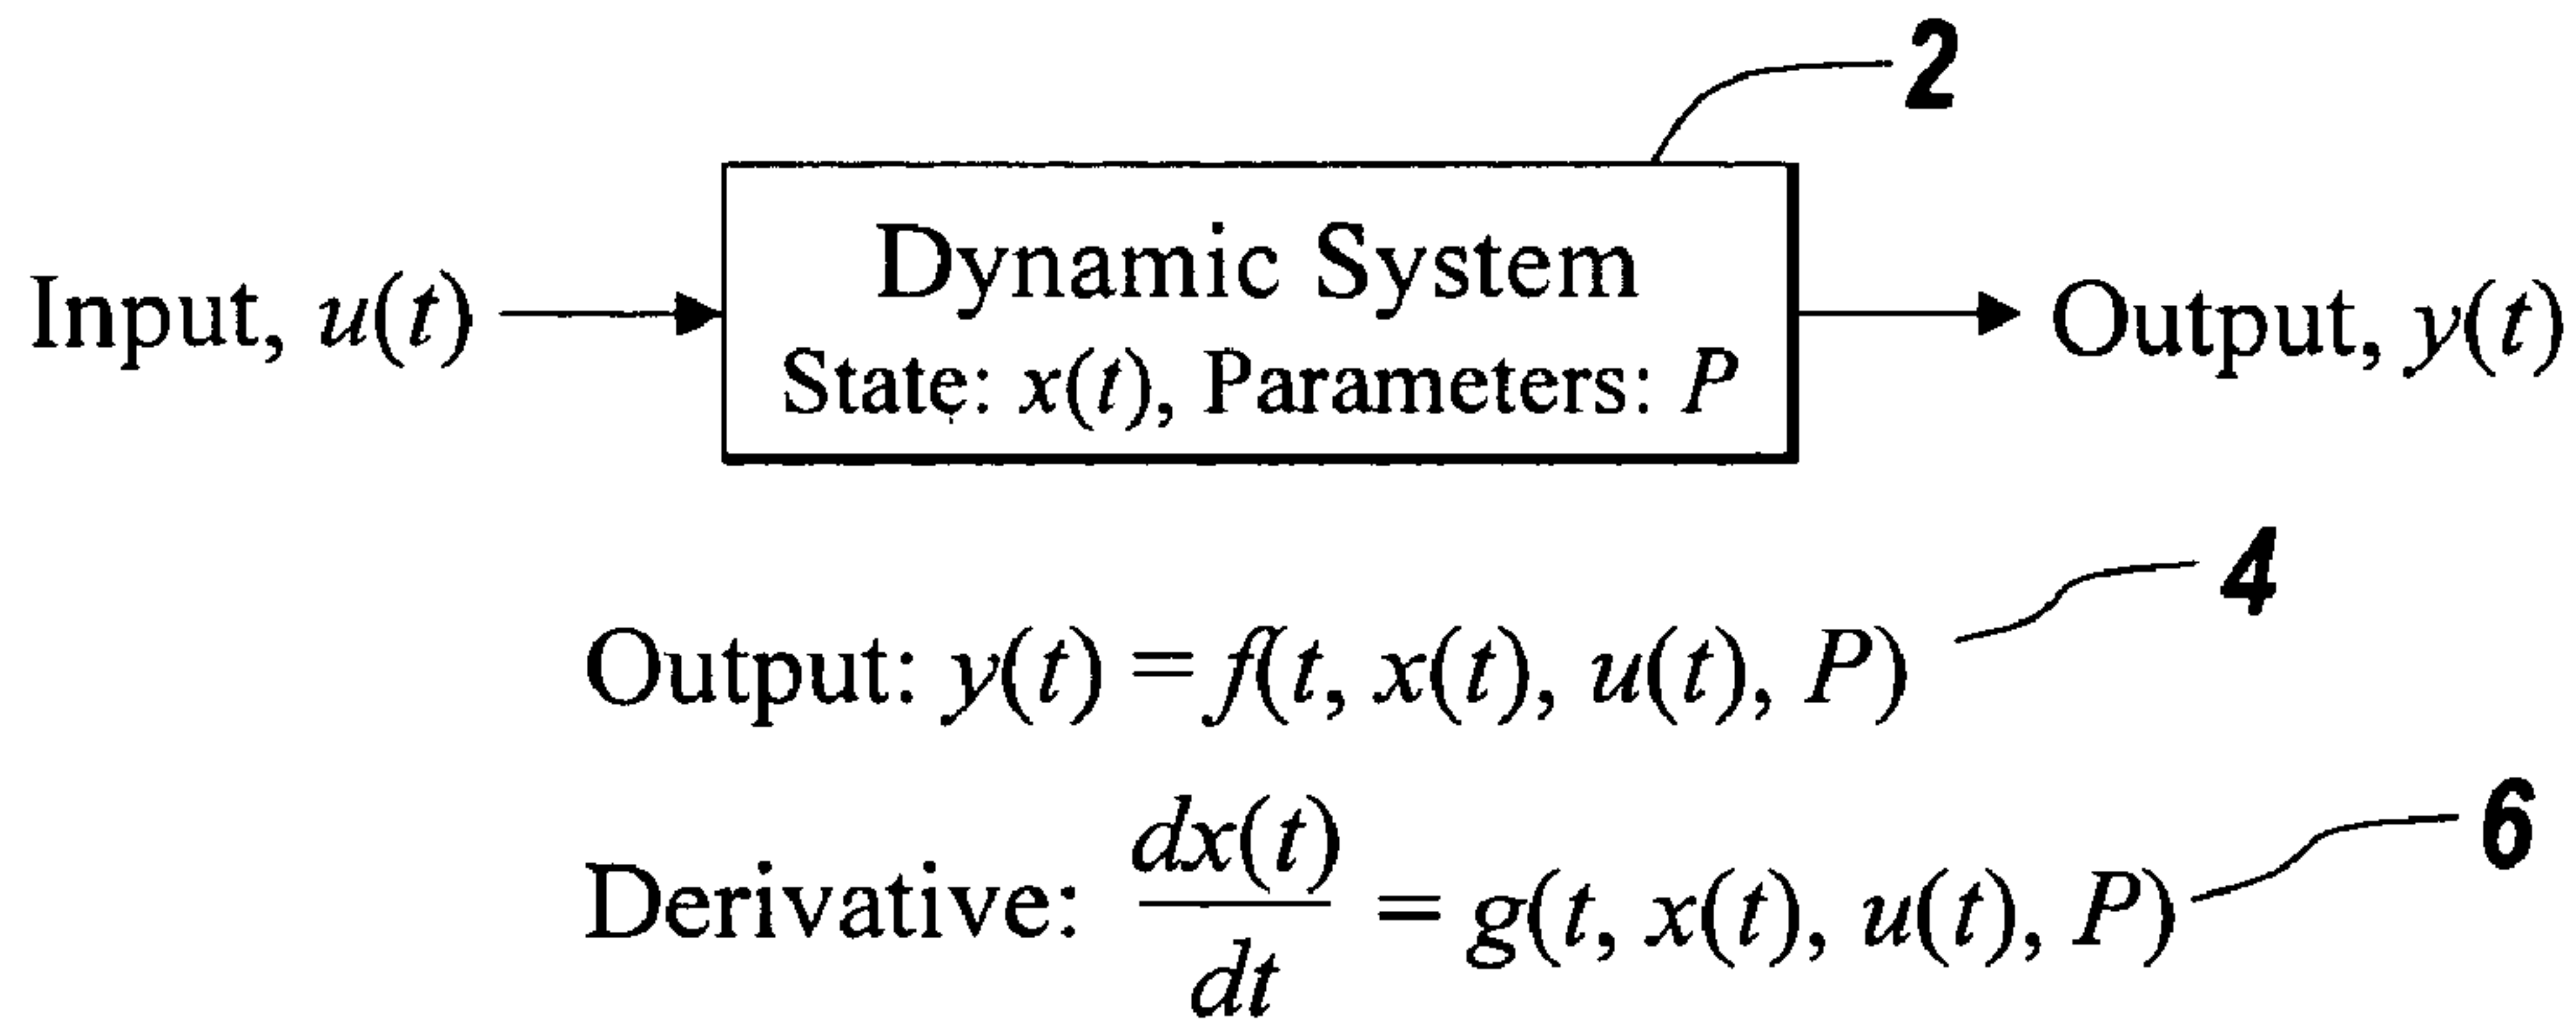 2
Input, u(t)
Dynamic System
State: x(t), Parameters: P
Output, y(t)
4
Output: y(t) = f(t, x(t), u(t), P)
6
Derivative: dx(t)/dt = g(t, x(t), u(t), P)